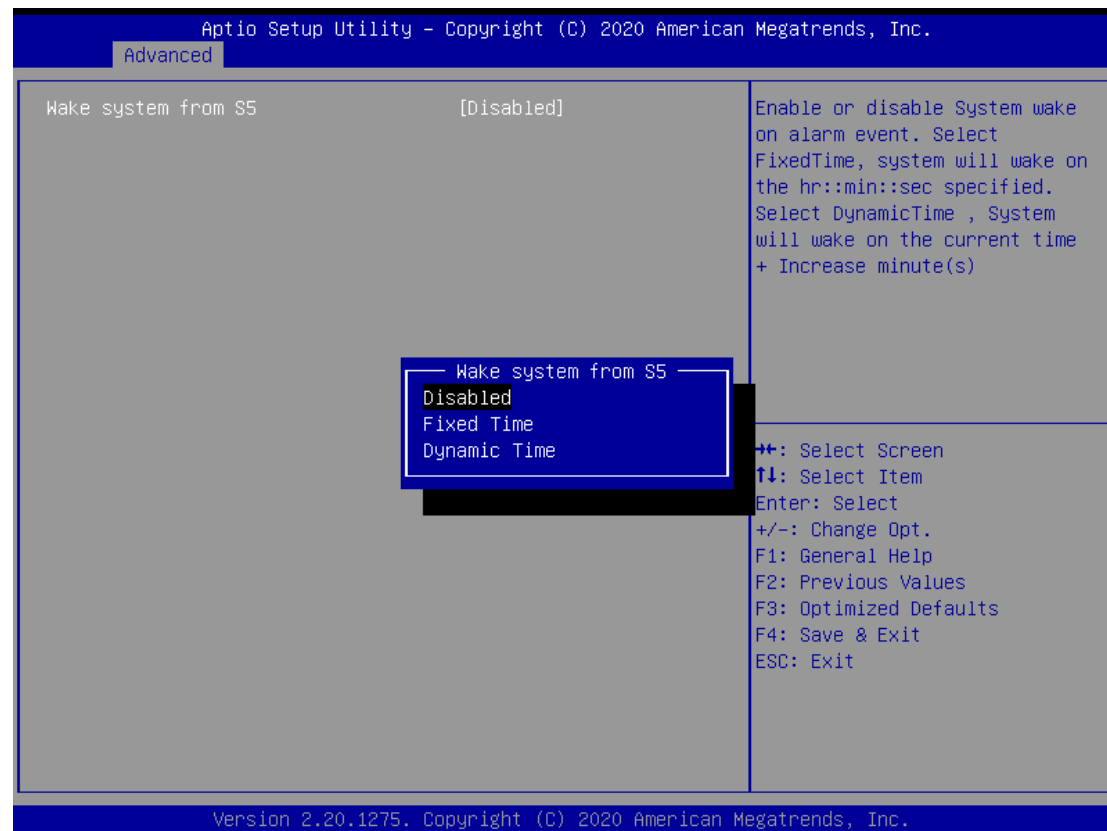 Aptio Setup Utility – Copyright (C) 2020 American Megatrends, Inc.
Advanced
Wake system from S5 [Disabled]
Enable or disable System wake
on alarm event. Select
FixedTime, system will wake on
the hr::min::sec specified.
Select DynamicTime , System
will wake on the current time
+ Increase minute(s)
Wake system from S5
Disabled
Fixed Time
Dynamic Time
→←: Select Screen
↑↓: Select Item
Enter: Select
+/-: Change Opt.
F1: General Help
F2: Previous Values
F3: Optimized Defaults
F4: Save & Exit
ESC: Exit
Version 2.20.1275. Copyright (C) 2020 American Megatrends, Inc.